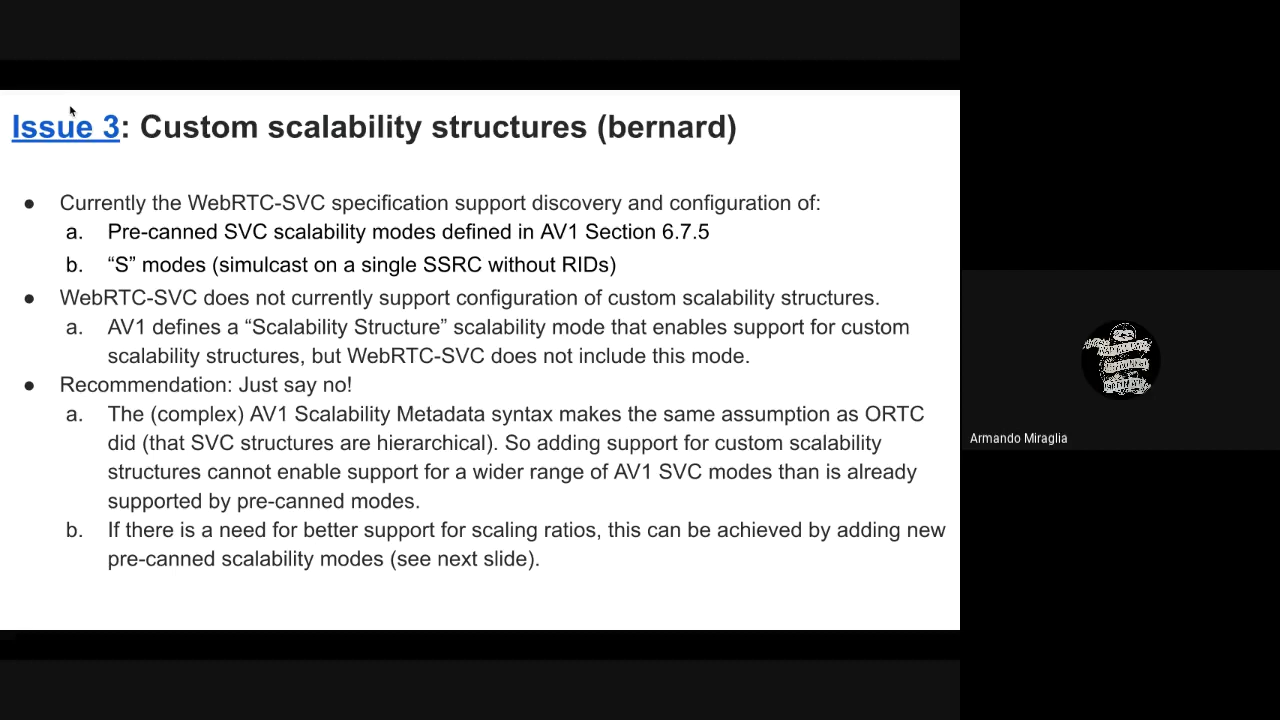 Issue 3: Custom scalability structures (bernard)
● Currently the WebRTC-SVC specification support discovery and configuration of:
a. Pre-canned SVC scalability modes defined in AV1 Section 6.7.5
b. “S” modes (simulcast on a single SSRC without RIDs)
● WebRTC-SVC does not currently support configuration of custom scalability structures.
a. AV1 defines a “Scalability Structure” scalability mode that enables support for custom
scalability structures, but WebRTC-SVC does not include this mode.
● Recommendation: Just say no!
a. The (complex) AV1 Scalability Metadata syntax makes the same assumption as ORTC
did (that SVC structures are hierarchical). So adding support for custom scalability
structures cannot enable support for a wider range of AV1 SVC modes than is already
supported by pre-canned modes.
b. If there is a need for better support for scaling ratios, this can be achieved by adding new
pre-canned scalability modes (see next slide).
Armando Miraglia